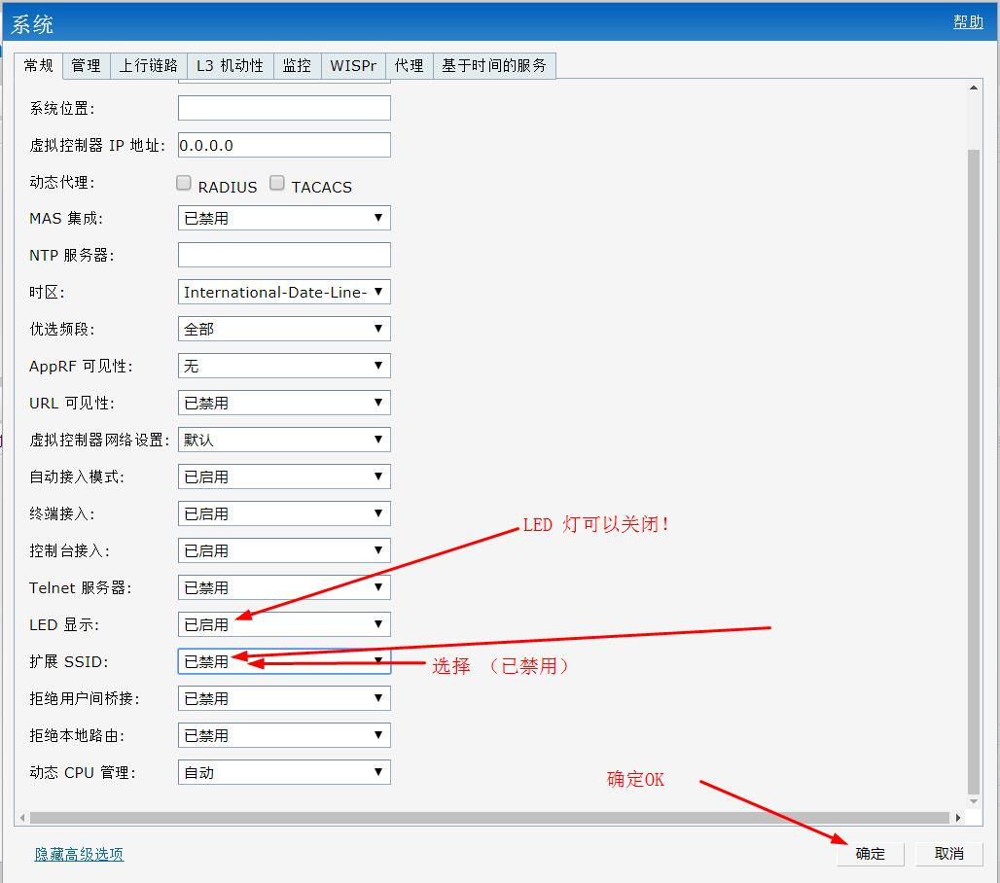 系统
帮助
常规 管理 上行链路 L3 机动性 监控 WISPr 代理 基于时间的服务
系统位置:
虚拟控制器 IP 地址: 0.0.0.0
动态代理: RADIUS TACACS
MAS 集成: 已禁用
NTP 服务器:
时区: International-Date-Line-
优选频段: 全部
AppRF 可见性: 无
URL 可见性: 已禁用
虚拟控制器网络设置: 默认
自动接入模式: 已启用
终端接入: 已启用
LED 灯可以关闭!
控制台接入: 已启用
Telnet 服务器: 已禁用
LED 显示: 已启用
扩展 SSID: 已禁用
选择 （已禁用）
拒绝用户间桥接: 已禁用
拒绝本地路由: 已禁用
动态 CPU 管理: 自动
确定OK
隐藏高级选项
确定 取消